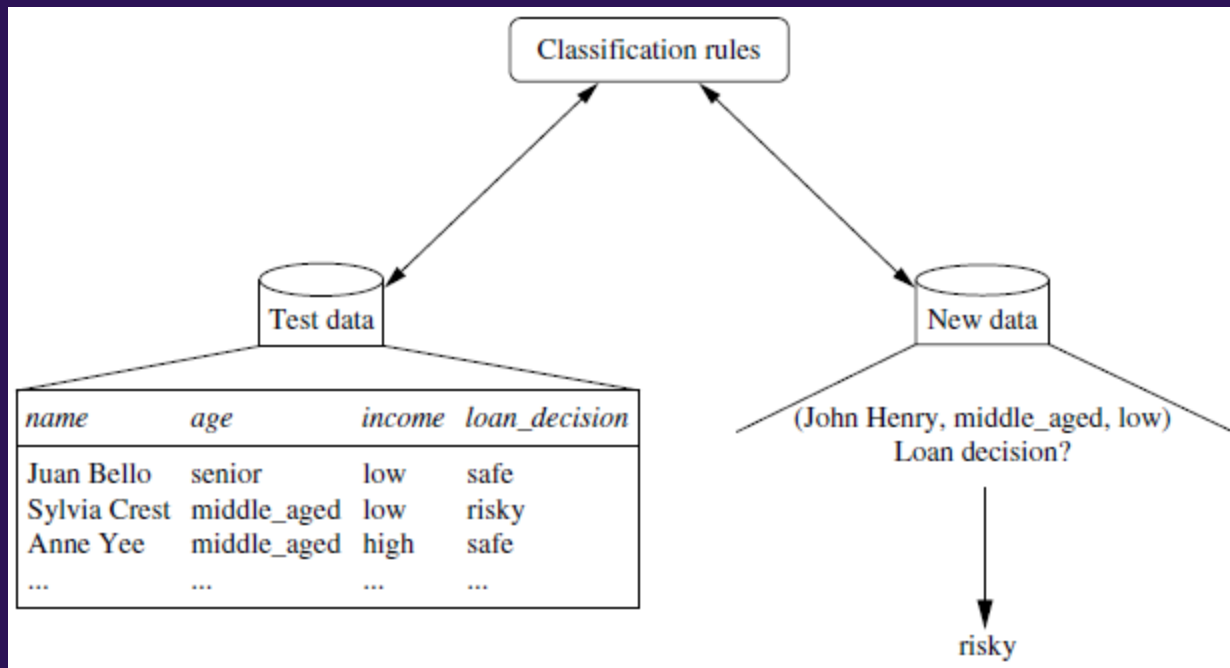 Classification rules
Test data
name age income loan_decision
Juan Bello senior low safe
Sylvia Crest middle_aged low risky
Anne Yee middle_aged high safe
... ... ... ...
New data
(John Henry, middle_aged, low)
Loan decision?
risky